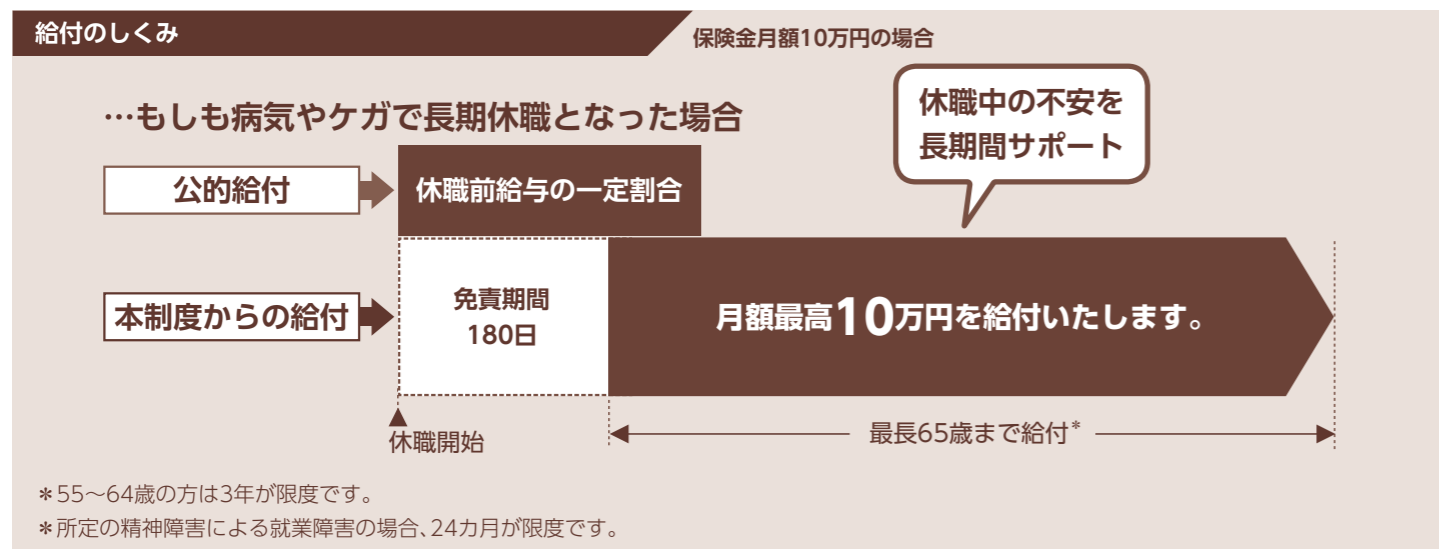 給付のしくみ
保険金月額10万円の場合
…もしも病気やケガで長期休職となった場合
休職中の不安を
長期間サポート
公的給付
休職前給与の一定割合
本制度からの給付
免責期間
180日
月額最高10万円を給付いたします。
休職開始
最長65歳まで給付*
*55〜64歳の方は3年が限度です。
*所定の精神障害による就業障害の場合、24カ月が限度です。